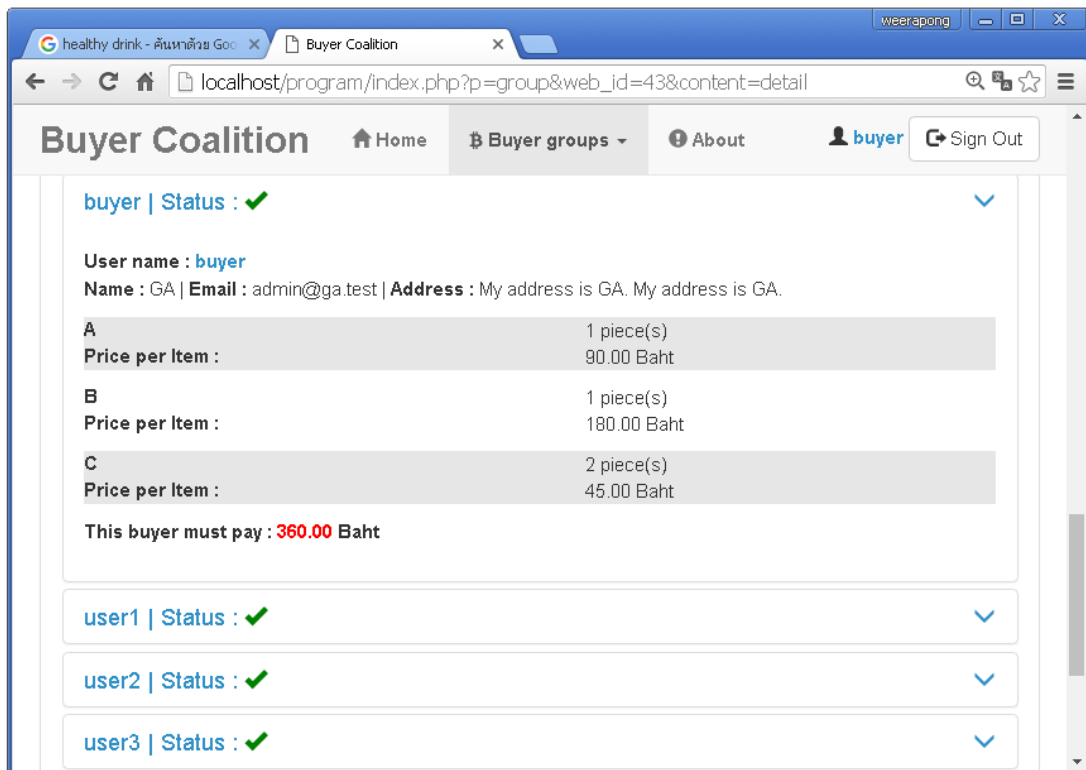 weerapong
healthy drink - ค้นหาด้วย Goo
Buyer Coalition
localhost/program/index.php?p=group&web_id=43&content=detail
Buyer Coalition Home Buyer groups About buyer Sign Out
buyer | Status :
User name : buyer
Name : GA | Email : admin@ga.test | Address : My address is GA. My address is GA.
A 1 piece(s)
Price per Item : 90.00 Baht
B 1 piece(s)
Price per Item : 180.00 Baht
C 2 piece(s)
Price per Item : 45.00 Baht
This buyer must pay : 360.00 Baht
user1 | Status :
user2 | Status :
user3 | Status :